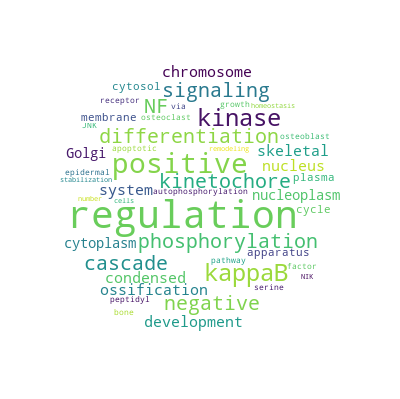 chromosome
cytosol signaling
receptor NF via growth homeostasis
membrane osteoclast kinase
JNK differentiation osteoblast
Golgi apoptotic remodeling skeletal
positive nucleus
epidermal kinetochore plasma
stabilization system autophosphorylation nucleoplasm
number cells
regulation cycle
cytoplasm phosphorylation
cascade pathway apparatus
condensed kappaB factor
ossification serine NIK
peptidyl negative
bone
development